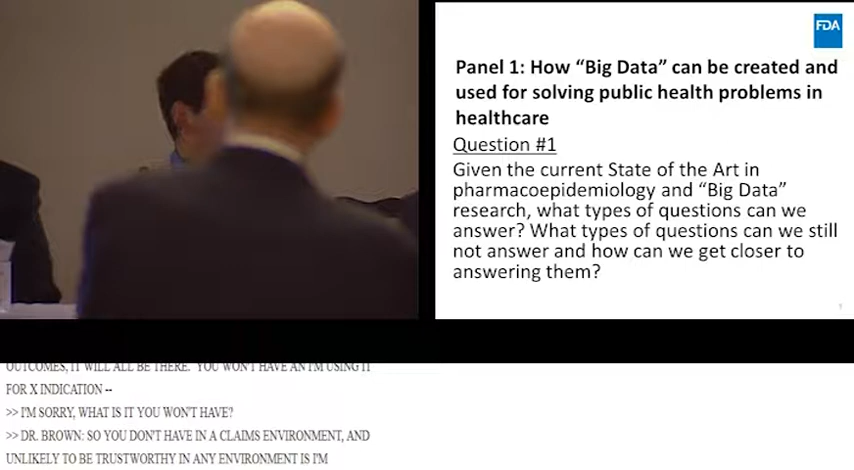 FDA
Panel 1: How “Big Data” can be created and
used for solving public health problems in
healthcare
Question #1
Given the current State of the Art in
pharmacoepidemiology and “Big Data”
research, what types of questions can we
answer? What types of questions can we still
not answer and how can we get closer to
answering them?
OUTCOMES, IT WILL ALL BE THERE. YOU WON'T HAVE AN I'M USING IT
FOR X INDICATION --
>> I'M SORRY, WHAT IS IT YOU WON'T HAVE?
>> DR. BROWN: SO YOU DON'T HAVE IN A CLAIMS ENVIRONMENT, AND
UNLIKELY TO BE TRUSTWORTHY IN ANY ENVIRONMENT IS I'M